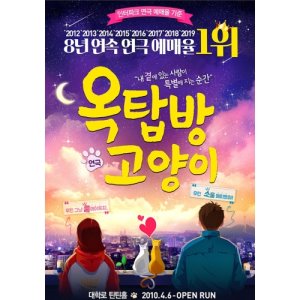 인터파크 연극 예매율 기준
'2012'2013'2014'2015'2016'2017'2018'2019
8년 연속 연극 예매율 1위
"내 곁에 있는 사람이
특별해 지는 순간"
옥탑방
연극
고양이
대학로 틴틴홀 2010.4.6-OPEN RUN